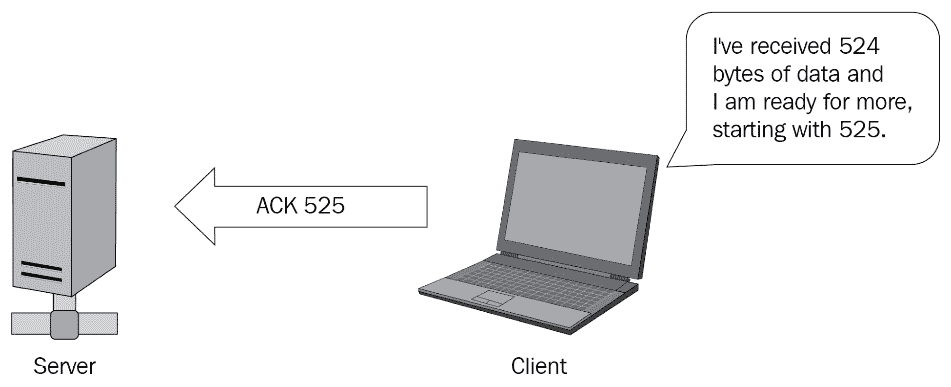 I've received 524
bytes of data and
I am ready for more,
starting with 525.
ACK 525
Server
Client